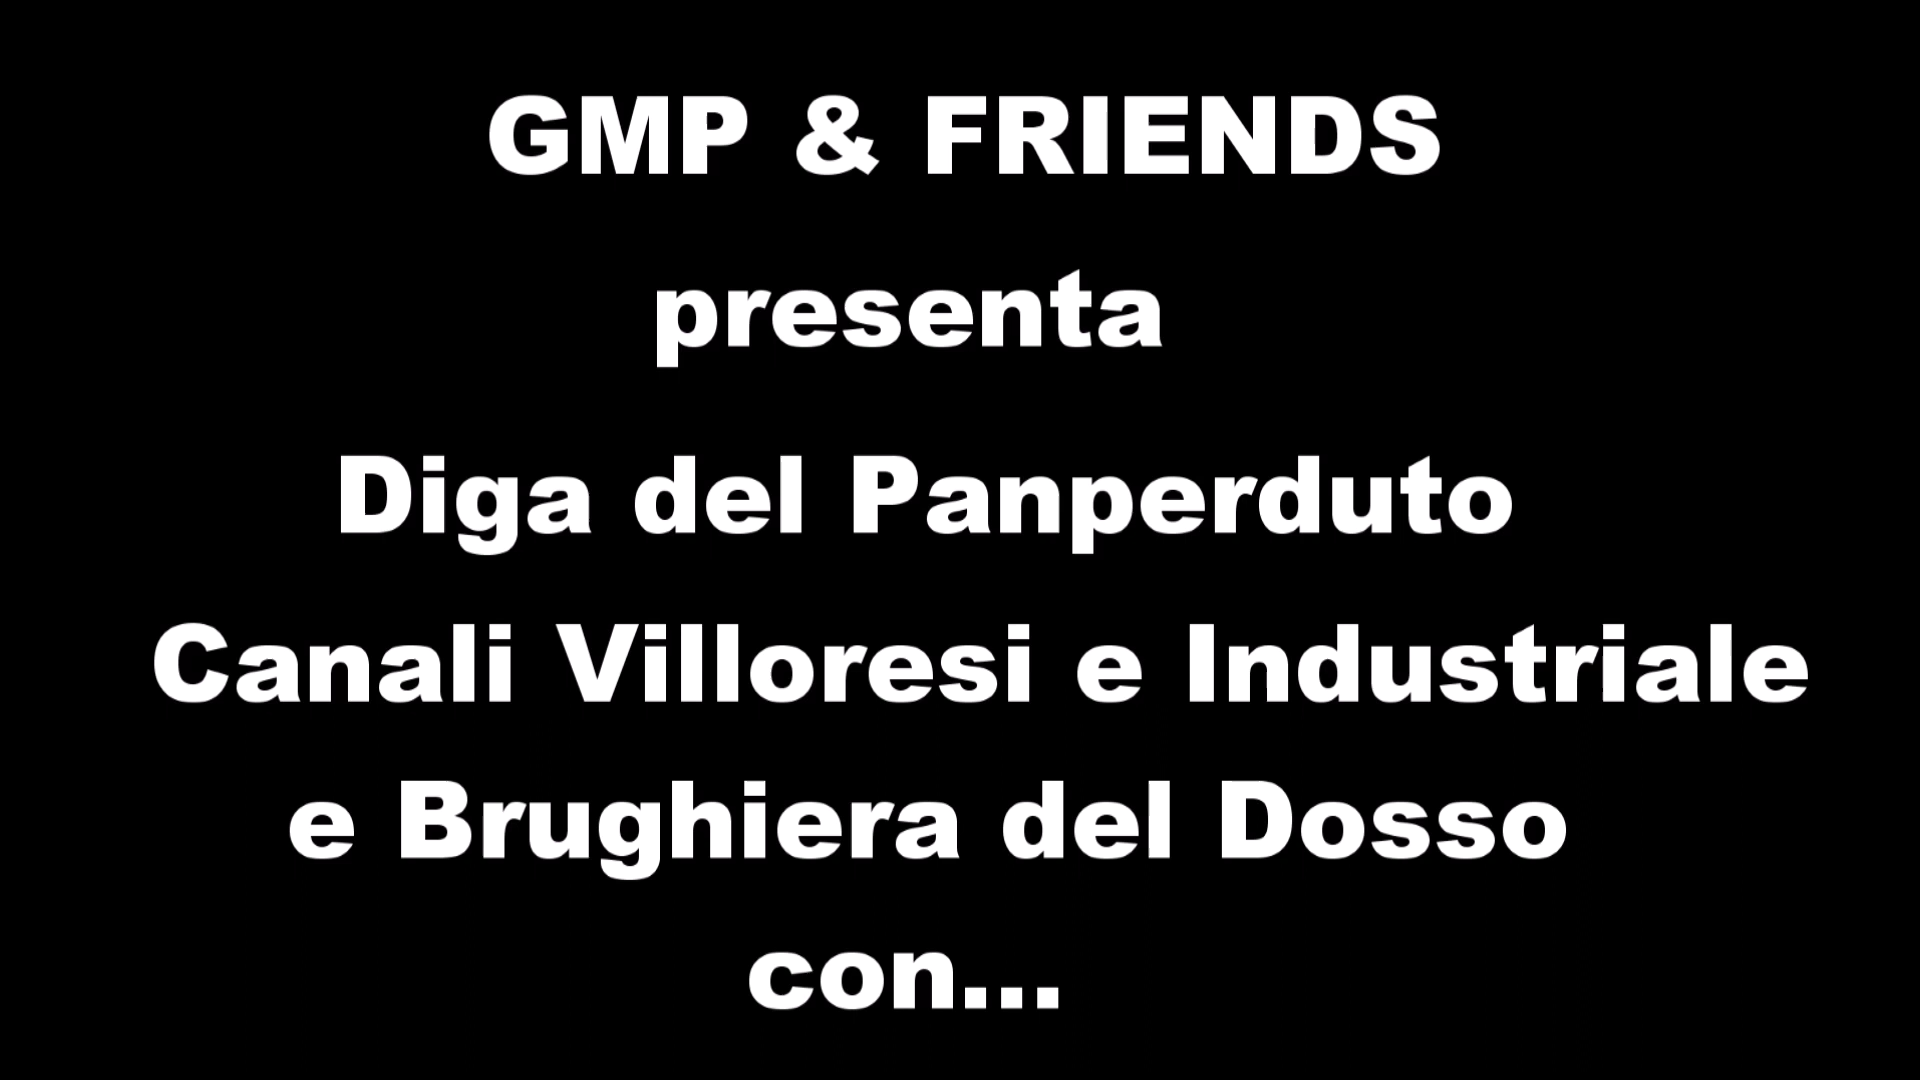 GMP & FRIENDS
presenta
Diga del Panperduto
Canali Villoresi e Industriale
e Brughiera del Dosso
con...